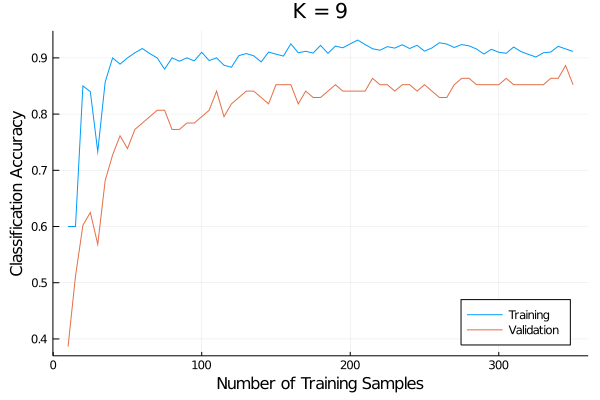 K = 9
Classification Accuracy
0.9
0.8
0.7
0.6
0.5
0.4
0
100
200
300
Number of Training Samples
Training
Validation